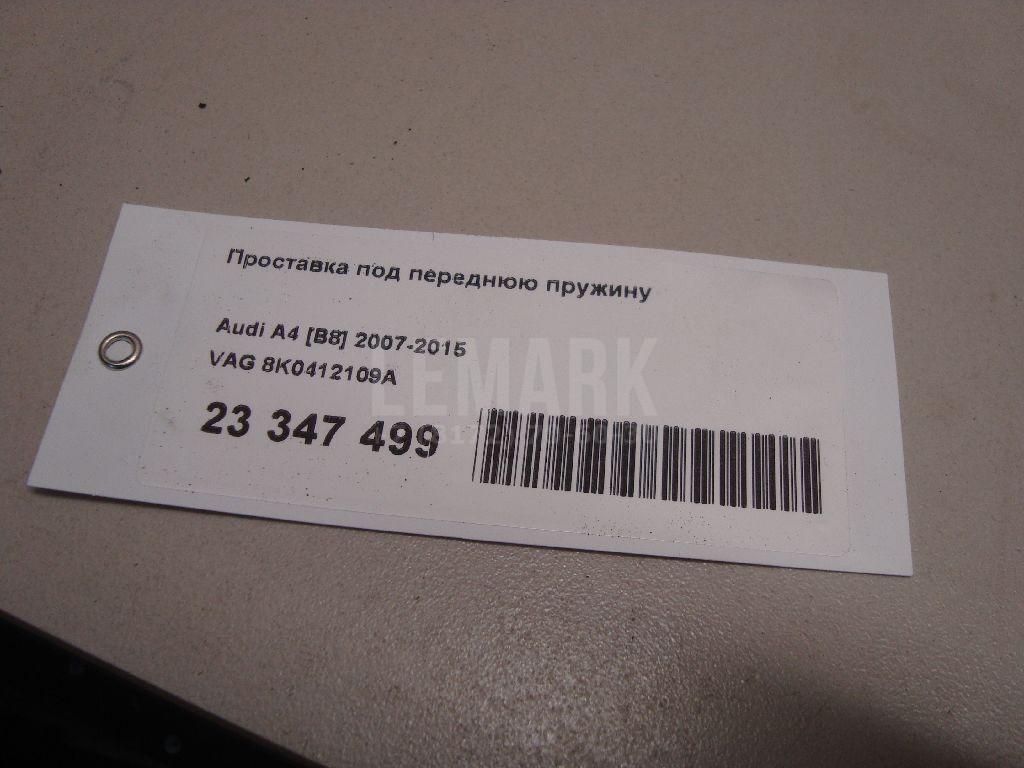 Проставка под переднюю пружину
Audi A4 [B8] 2007-2015
VAG 8K0412109A
23 347 499
LEMARK